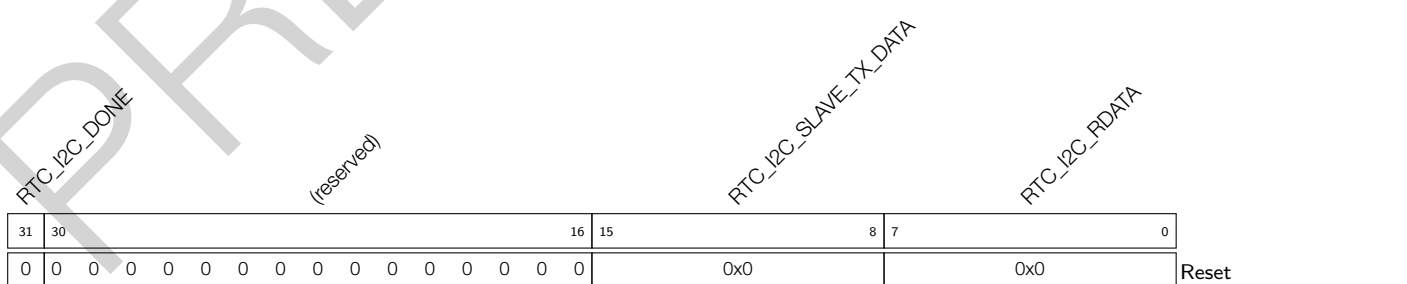 RTC_I2C_DONE (reserved) RTC_I2C_SLAVE_TX_DATA RTC_I2C_RDATA
31 30 16 15 8 7 0
0 0 0 0 0 0 0 0 0 0 0 0 0 0 0 0 0x0 0x0 Reset